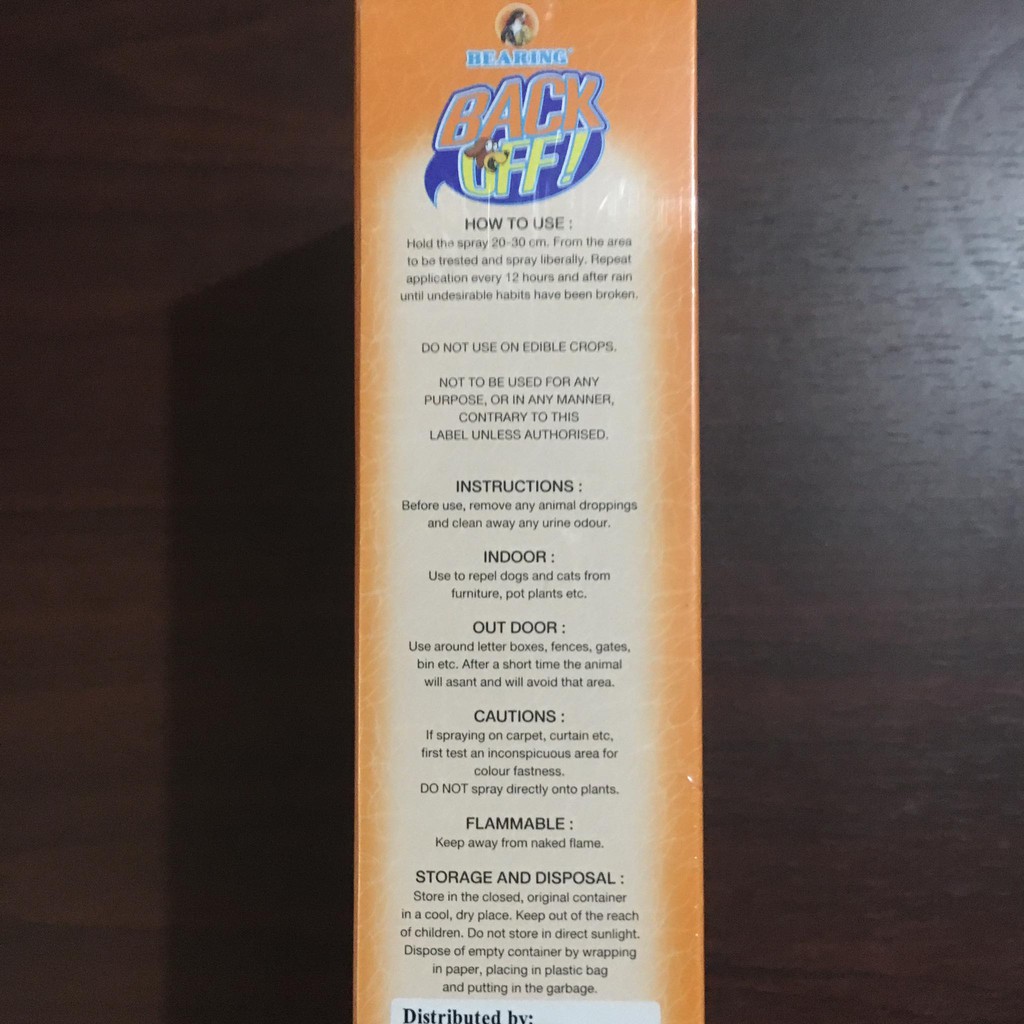 BEARING®
BACK
OFF!
HOW TO USE :
Hold the spray 20-30 cm. From the area
to be trested and spray liberally. Repeat
application every 12 hours and after rain
until undesirable habits have been broken.
DO NOT USE ON EDIBLE CROPS.
NOT TO BE USED FOR ANY
PURPOSE, OR IN ANY MANNER,
CONTRARY TO THIS
LABEL UNLESS AUTHORISED.
INSTRUCTIONS :
Before use, remove any animal droppings
and clean away any urine odour.
INDOOR :
Use to repel dogs and cats from
furniture, pot plants etc.
OUT DOOR :
Use around letter boxes, fences, gates,
bin etc. After a short time the animal
will asant and will avoid that area.
CAUTIONS :
If spraying on carpet, curtain etc,
first test an inconspicuous area for
colour fastness.
DO NOT spray directly onto plants.
FLAMMABLE :
Keep away from naked flame.
STORAGE AND DISPOSAL :
Store in the closed, original container
in a cool, dry place. Keep out of the reach
of children. Do not store in direct sunlight.
Dispose of empty container by wrapping
in paper, placing in plastic bag
and putting in the garbage.
Distributed by: